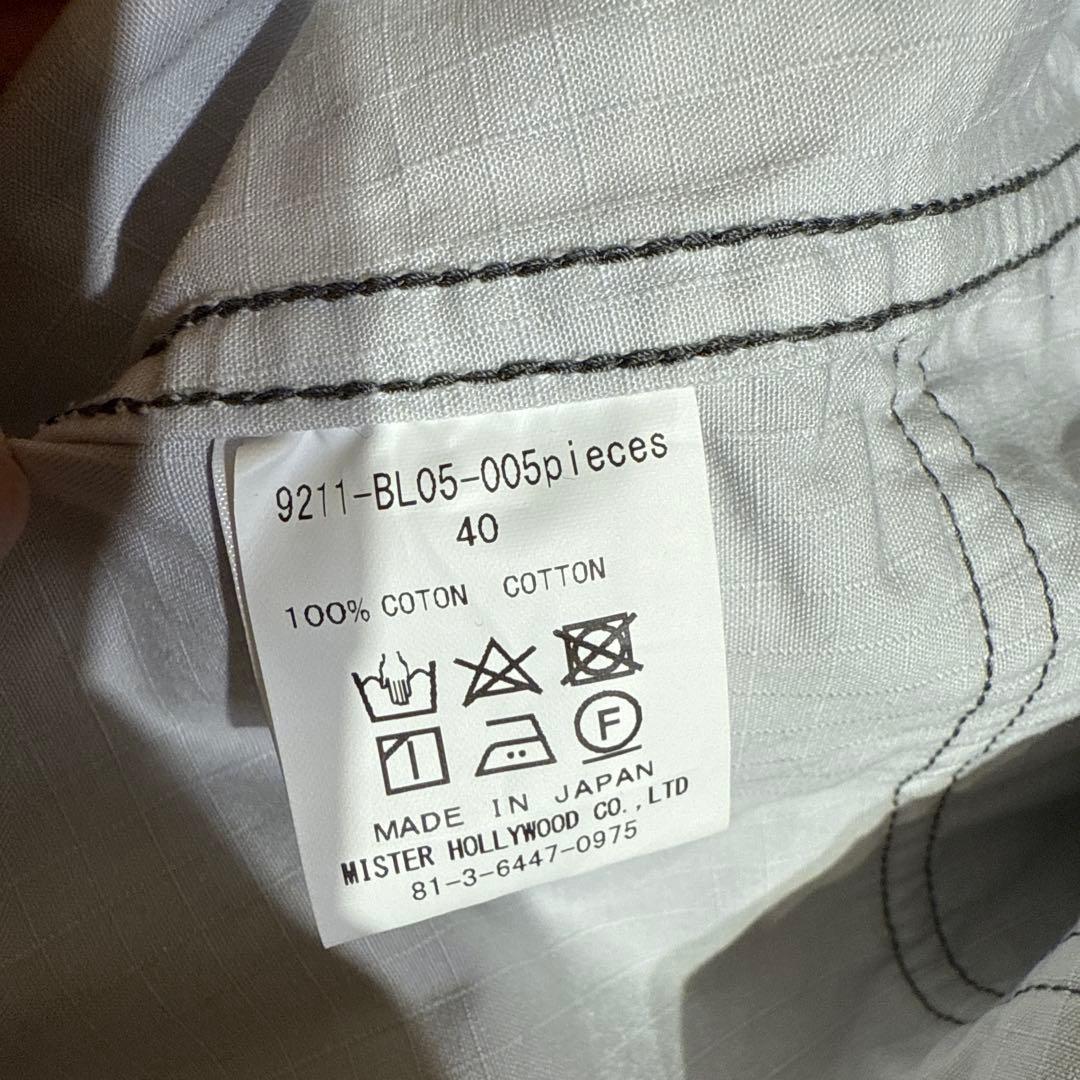 9211-BL05-005pieces
40
100% COTON COTTON
F
MADE IN JAPAN
MISTER HOLLYWOOD CO.,LTD
81-3-6447-0975